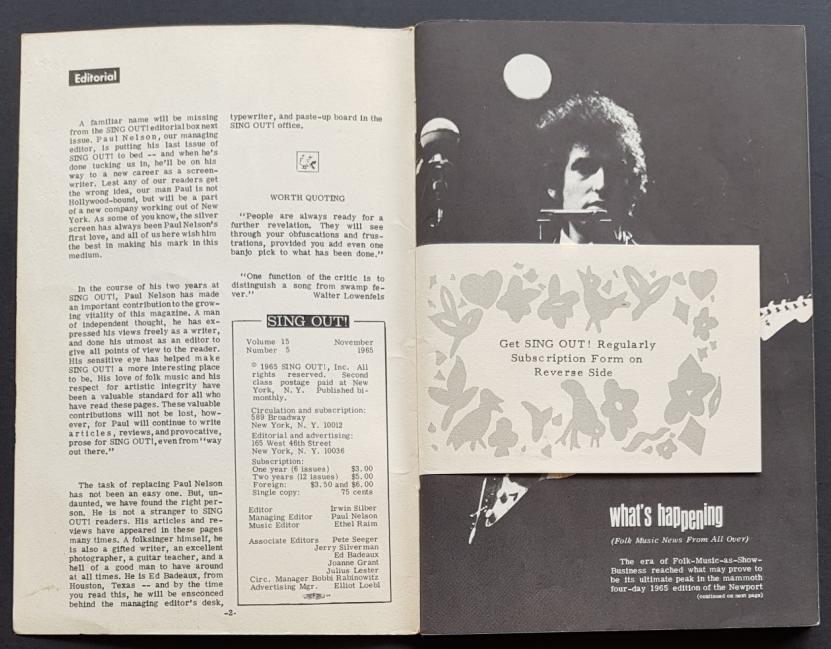 Editorial
A familiar name will be missing
from the SING OUT! editorial box next
issue. Paul Nelson, our managing
editor, is putting his last issue of
SING OUT! to bed -- and when he's
done tucking us in, he'll be on his
way to a new career as a screen-
writer. Lest any of our readers get
the wrong idea, our man Paul is not
Hollywood-bound, but will be a part
of a new company working out of New
York. As some of you know, the silver
screen has always been Paul Nelson's
first love, and all of us here wish him
the best in making his mark in this
medium.
In the course of his two years at
SING OUT!, Paul Nelson has made
an important contribution to the grow-
ing vitality of this magazine. A man
of independent thought, he has ex-
pressed his views freely as a writer,
and done his utmost as an editor to
give all points of view to the reader.
His sensitive eye has helped make
SING OUT! a more interesting place
to be. His love of folk music and his
respect for artistic integrity have
been a valuable standard for all who
have read these pages. These valuable
contributions will not be lost, how-
ever, for Paul will continue to write
articles, reviews, and provocative,
prose for SING OUT!, even from "way
out there."
The task of replacing Paul Nelson
has not been an easy one. But, un-
daunted, we have found the right per-
son. He is not a stranger to SING
OUT! readers. His articles and re-
views have appeared in these pages
many times. A folksinger himself, he
is also a gifted writer, an excellent
photographer, a guitar teacher, and a
hell of a good man to have around
at all times. He is Ed Badeaux, from
Houston, Texas -- and by the time
you read this, he will be ensconced
behind the managing editor's desk,
typewriter, and paste-up board in the
SING OUT! office.
WORTH QUOTING
"People are always ready for a
further revelation. They will see
through your obfuscations and frus-
trations, provided you add even one
banjo pick to what has been done."
"One function of the critic is to
distinguish a song from swamp fe-
ver." Walter Lowenfels
SING OUT!
Volume 15 November
Number 5 1965
© 1965 SING OUT!, Inc. All
rights reserved. Second
class postage paid at New
York, N. Y. Published bi-
monthly.
Circulation and subscription:
589 Broadway
New York, N. Y. 10012
Editorial and advertising:
165 West 46th Street
New York, N. Y. 10036
Subscription:
One year (6 issues) $3.00
Two years (12 issues) $5.00
Foreign: $3.50 and $6.00
Single copy: 75 cents
Editor Irwin Silber
Managing Editor Paul Nelson
Music Editor Ethel Raim
Associate Editors Pete Seeger
Jerry Silverman
Ed Badeaux
Joanne Grant
Julius Lester
Circ. Manager Bobbi Rabinowitz
Advertising Mgr. Elliot Loebl
-2-
Get SING OUT! Regularly
Subscription Form on
Reverse Side
what's happening
(Folk Music News From All Over)
The era of Folk-Music-as-Show-
Business reached what may prove to
be its ultimate peak in the mammoth
four-day 1965 edition of the Newport
(continued on next page)